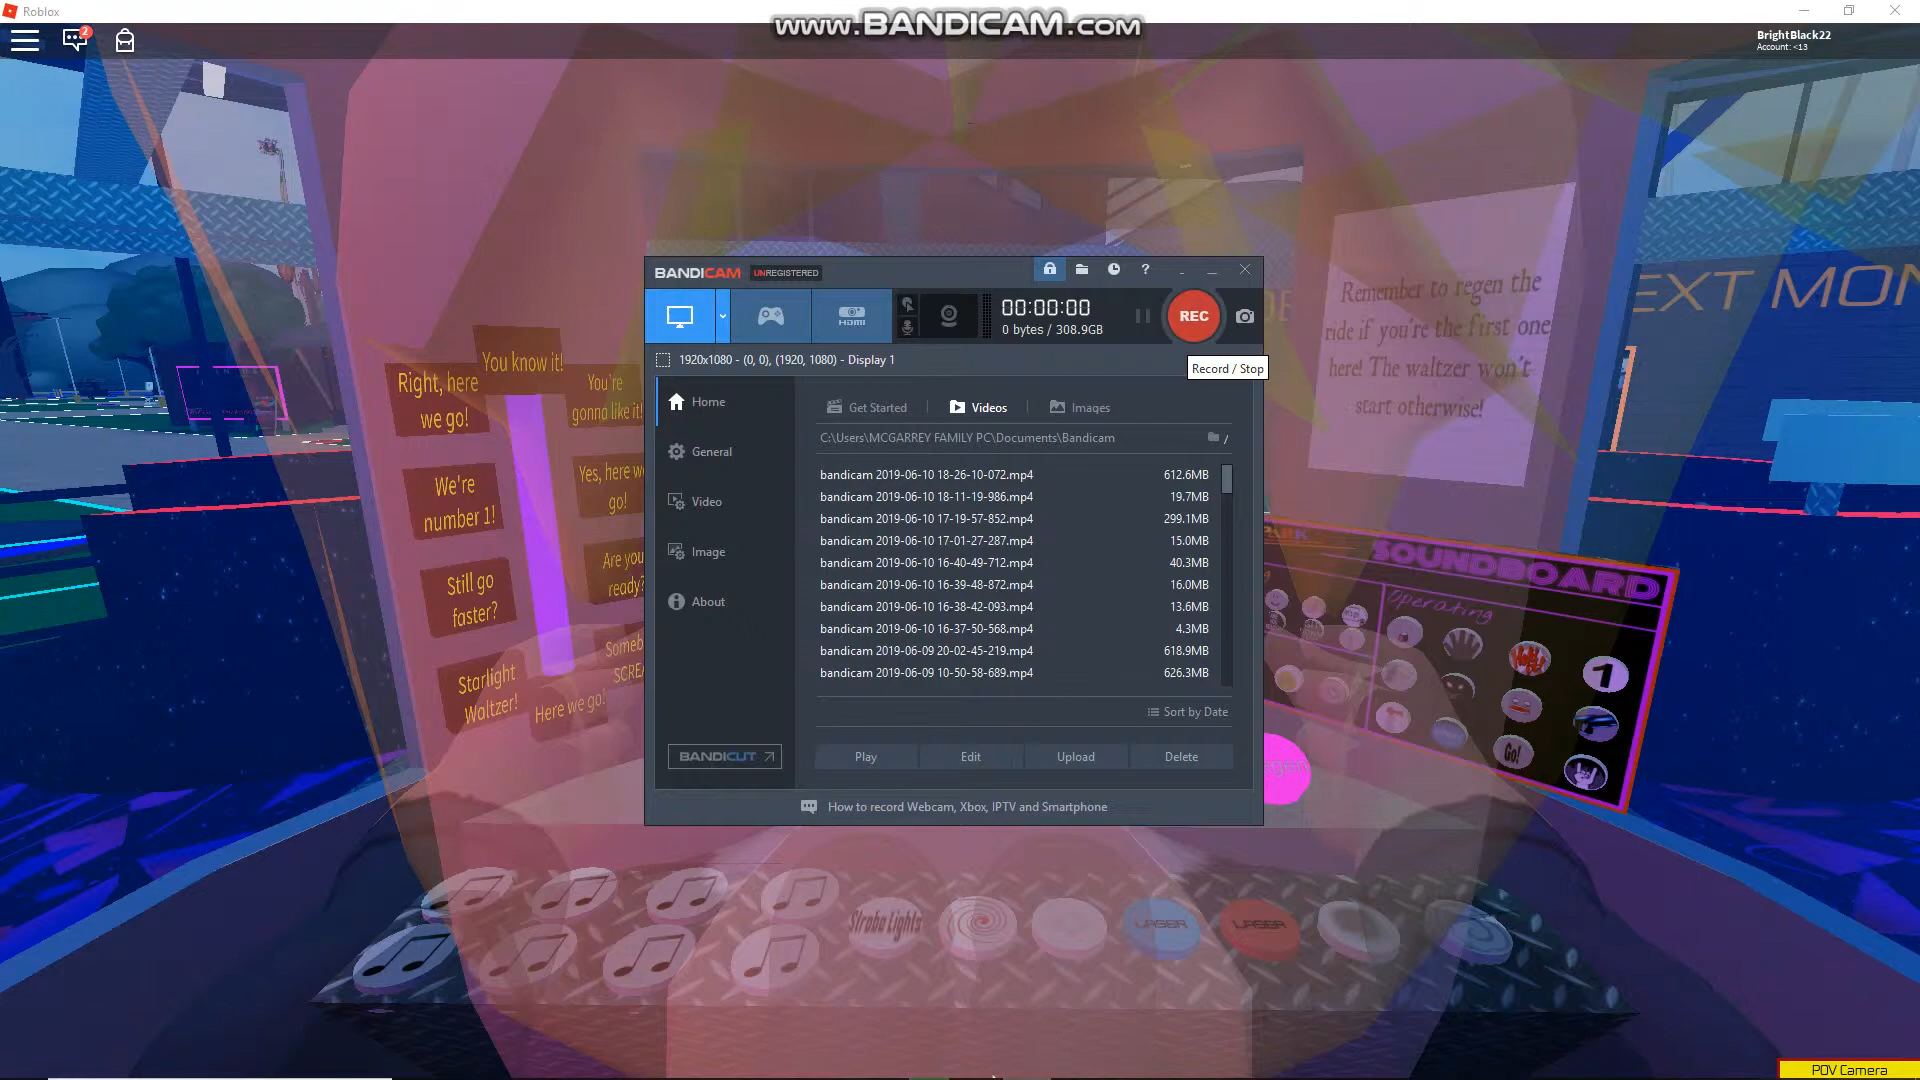 Roblox
www.BANDICAM.com
2
BrightBlack22
Account: <13
BANDICAM
UNREGISTERED
?
HDMI
00:00:00
0 bytes / 308.9GB
REC
1920x1080 - (0, 0), (1920, 1080) - Display 1
Record / Stop
Home
General
Video
Image
About
BANDICUT
Get Started
Videos
Images
C:\Users\MCGARREY FAMILY PC\Documents\Bandicam
/
bandicam 2019-06-10 18-26-10-072.mp4 612.6MB
bandicam 2019-06-10 18-11-19-986.mp4 19.7MB
bandicam 2019-06-10 17-19-57-852.mp4 299.1MB
bandicam 2019-06-10 17-01-27-287.mp4 15.0MB
bandicam 2019-06-10 16-40-49-712.mp4 40.3MB
bandicam 2019-06-10 16-39-48-872.mp4 16.0MB
bandicam 2019-06-10 16-38-42-093.mp4 13.6MB
bandicam 2019-06-10 16-37-50-568.mp4 4.3MB
bandicam 2019-06-09 20-02-45-219.mp4 618.9MB
bandicam 2019-06-09 10-50-58-689.mp4 626.3MB
Sort by Date
Play
Edit
Upload
Delete
How to record Webcam, Xbox, IPTV and Smartphone
Right, here
we go!
You know it!
You're
gonna like it!
We're
number 1!
Yes, here we
go!
Still go
faster?
Are you
ready?
Starlight
Waltzer!
Here we go!
Remember to regen the
ride if you're the first one
here! The waltzer won't
start otherwise!
EXT MON
SOUNDBOARD
Operating
1
Go!
Strobe Lights
LASER
LASER
POV Camera